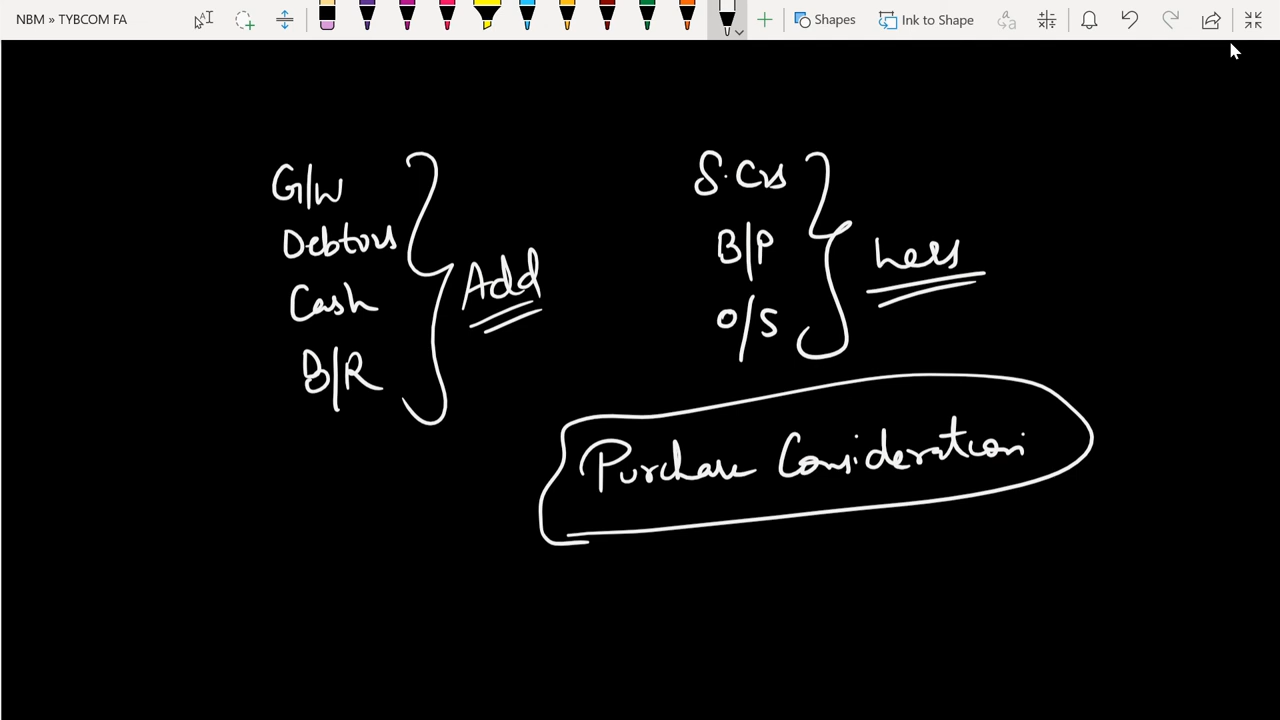 NBM » TYBCOM FA
Shapes
Ink to Shape
G/W
Debtors
Cash
B/R
Add
S.Crs
B/P
O/S
Less
Purchase Consideration